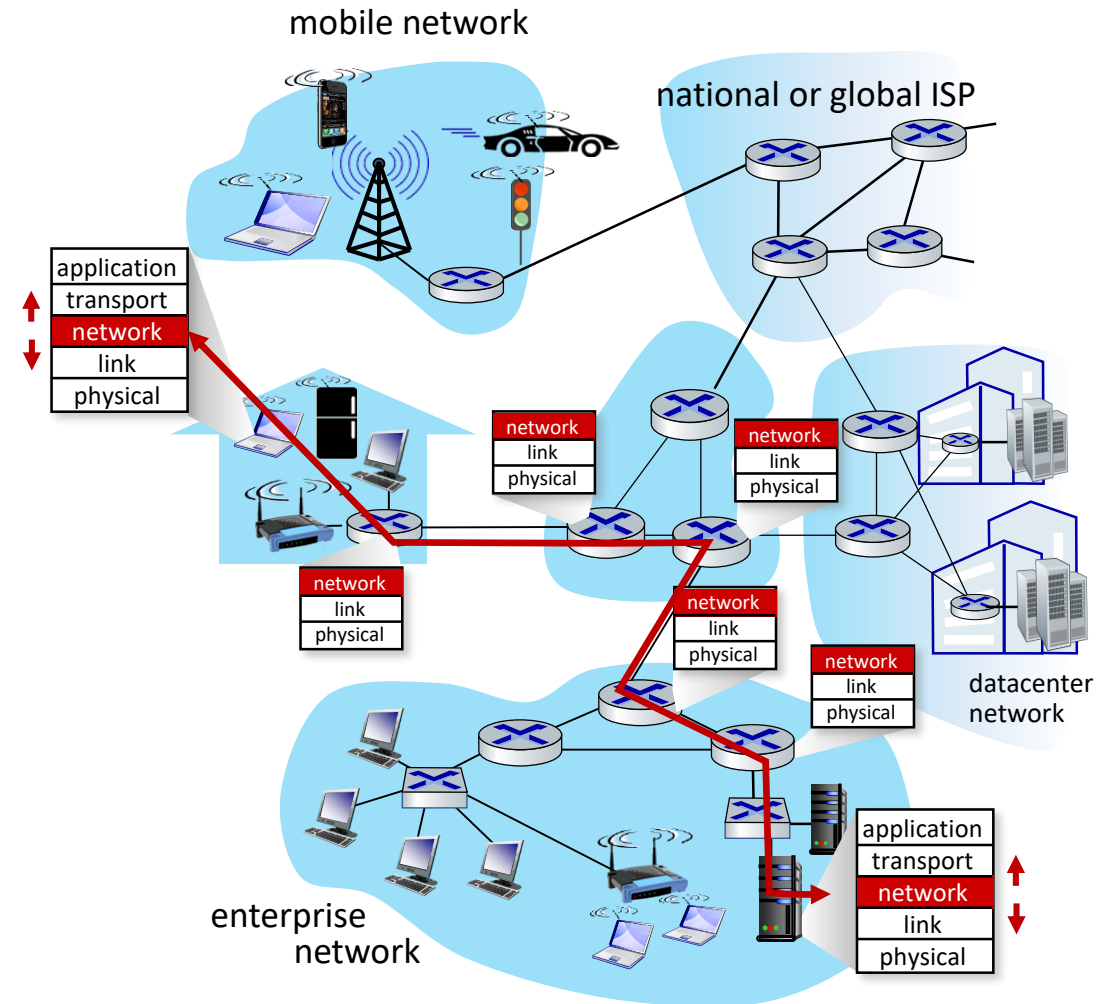 mobile network
national or global ISP
application
transport
network
link
physical
network
link
physical
network
link
physical
network
link
physical
network
link
physical
network
link
physical
datacenter
network
application
transport
network
link
physical
enterprise
network